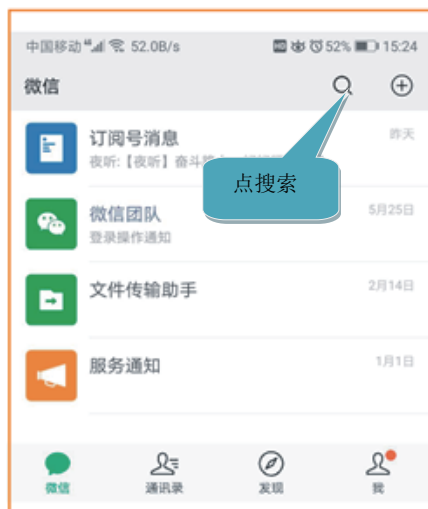 中国移动 52.0B/s 52% 15:24
微信
订阅号消息
昨天
夜听:【夜听】奋斗
点搜索
微信团队
5月25日
登录操作通知
文件传输助手
2月14日
服务通知
1月1日
微信 通讯录 发现 我